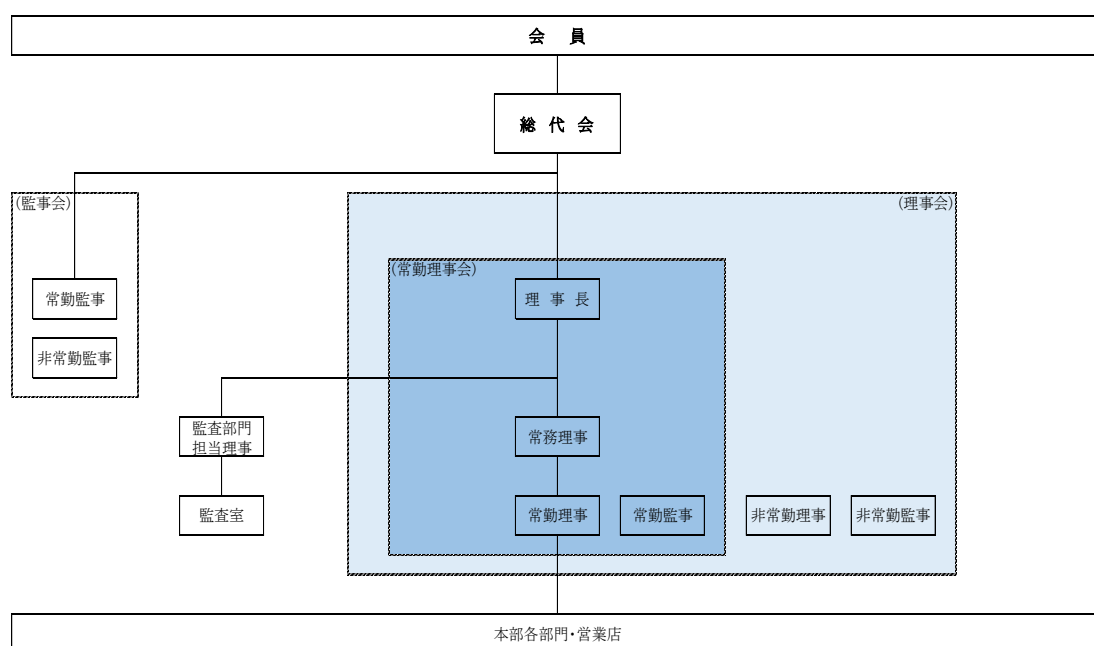 会 員
総 代 会
(監事会)
(理事会)
(常勤理事会)
常勤監事
理 事 長
非常勤監事
監査部門
担当理事
常務理事
監査室
常勤理事
常勤監事
非常勤理事
非常勤監事
本部各部門・営業店